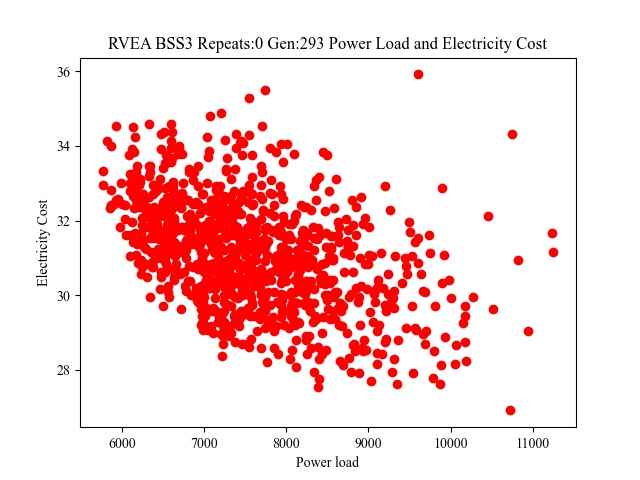 RVEA BSS3 Repeats:0 Gen:293 Power Load and Electricity Cost
36
34
32
30
28
Electricity Cost
6000 7000 8000 9000 10000 11000
Power load